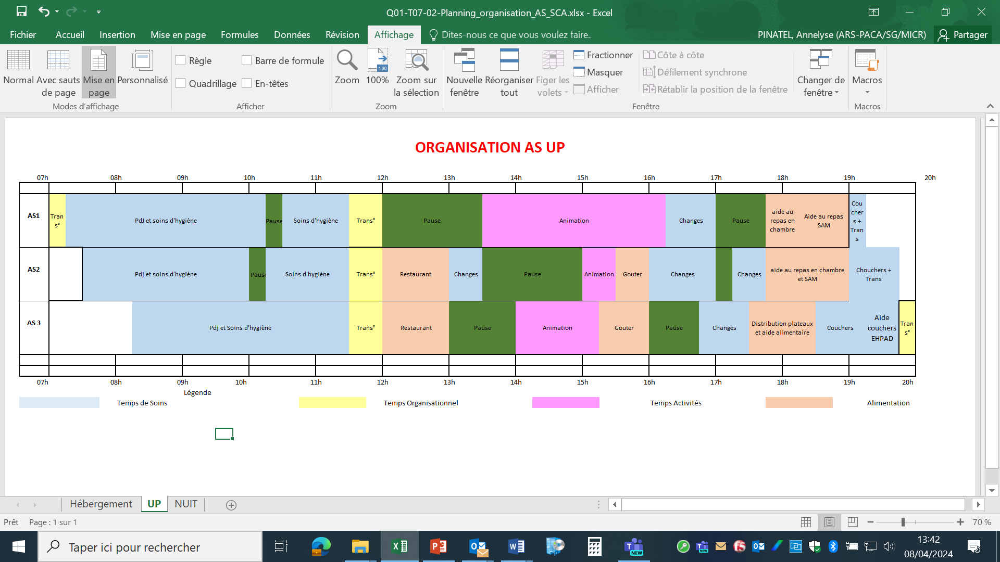 Q01-T07-02-Planning_organisation_AS_SCA.xlsx - Excel
Fichier Accueil Insertion Mise en page Formules Données Révision Affichage Dites-nous ce que vous voulez faire.. PINATEL, Annelyse (ARS-PACA/SG/MICR) Partager
Normal
Avec sauts
de page
Mise en
page
Personnalisé
Modes d'affichage
Règle
Barre de formule
Quadrillage
En-têtes
Afficher
Zoom
100
100%
Zoom sur
la sélection
Zoom
Nouvelle
fenêtre
Réorganiser
tout
Figer les
volets
Fractionner
Masquer
Afficher
Côte à côte
Défilement synchrone
Rétablir la position de la fenêtre
Changer de
fenêtre
Fenêtre
Macros
Macros
ORGANISATION AS UP
07h 08h 09h 10h 11h 12h 13h 14h 15h 16h 17h 18h 19h 20h
AS1
Tran
s°
PdJ et soins d'hygiène
Pause
Soins d'hygiène
Trans°
Pause
Animation
Changes
Pause
aide au
repas en
chambre
Aide au repas
SAM
Cou
cher
s +
Tran
s
AS2
Pdj et soins d'hygiène
Pause
Soins d'hygiène
Trans°
Restaurant
Changes
Pause
Animation
Gouter
Changes
Changes
aide au repas en chambre
et SAM
Chouchers +
Trans
AS 3
Pdj et Soins d'hygiène
Trans°
Restaurant
Pause
Animation
Gouter
Pause
Changes
Distribution plateaux
et aide alimentaire
Couchers
Aide
couchers
EHPAD
Tran
s°
07h 08h 09h 10h 11h 12h 13h 14h 15h 16h 17h 18h 19h 20h
Légende
Temps de Soins Temps Organisationnel Temps Activités Alimentation
Hébergement UP NUIT
Prêt Page : 1 sur 1 70 %
Taper ici pour rechercher
NEW
NEW
13:42
08/04/2024